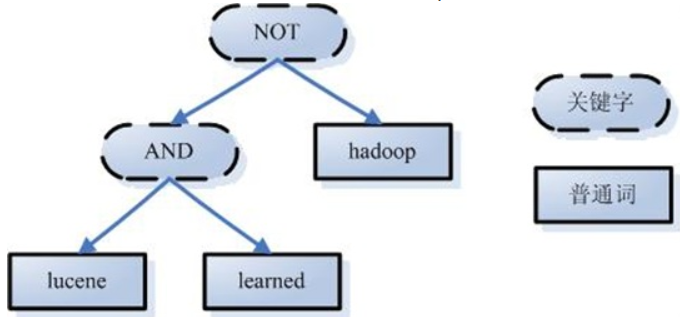 NOT
关键字
AND
hadoop
普通词
lucene
learned